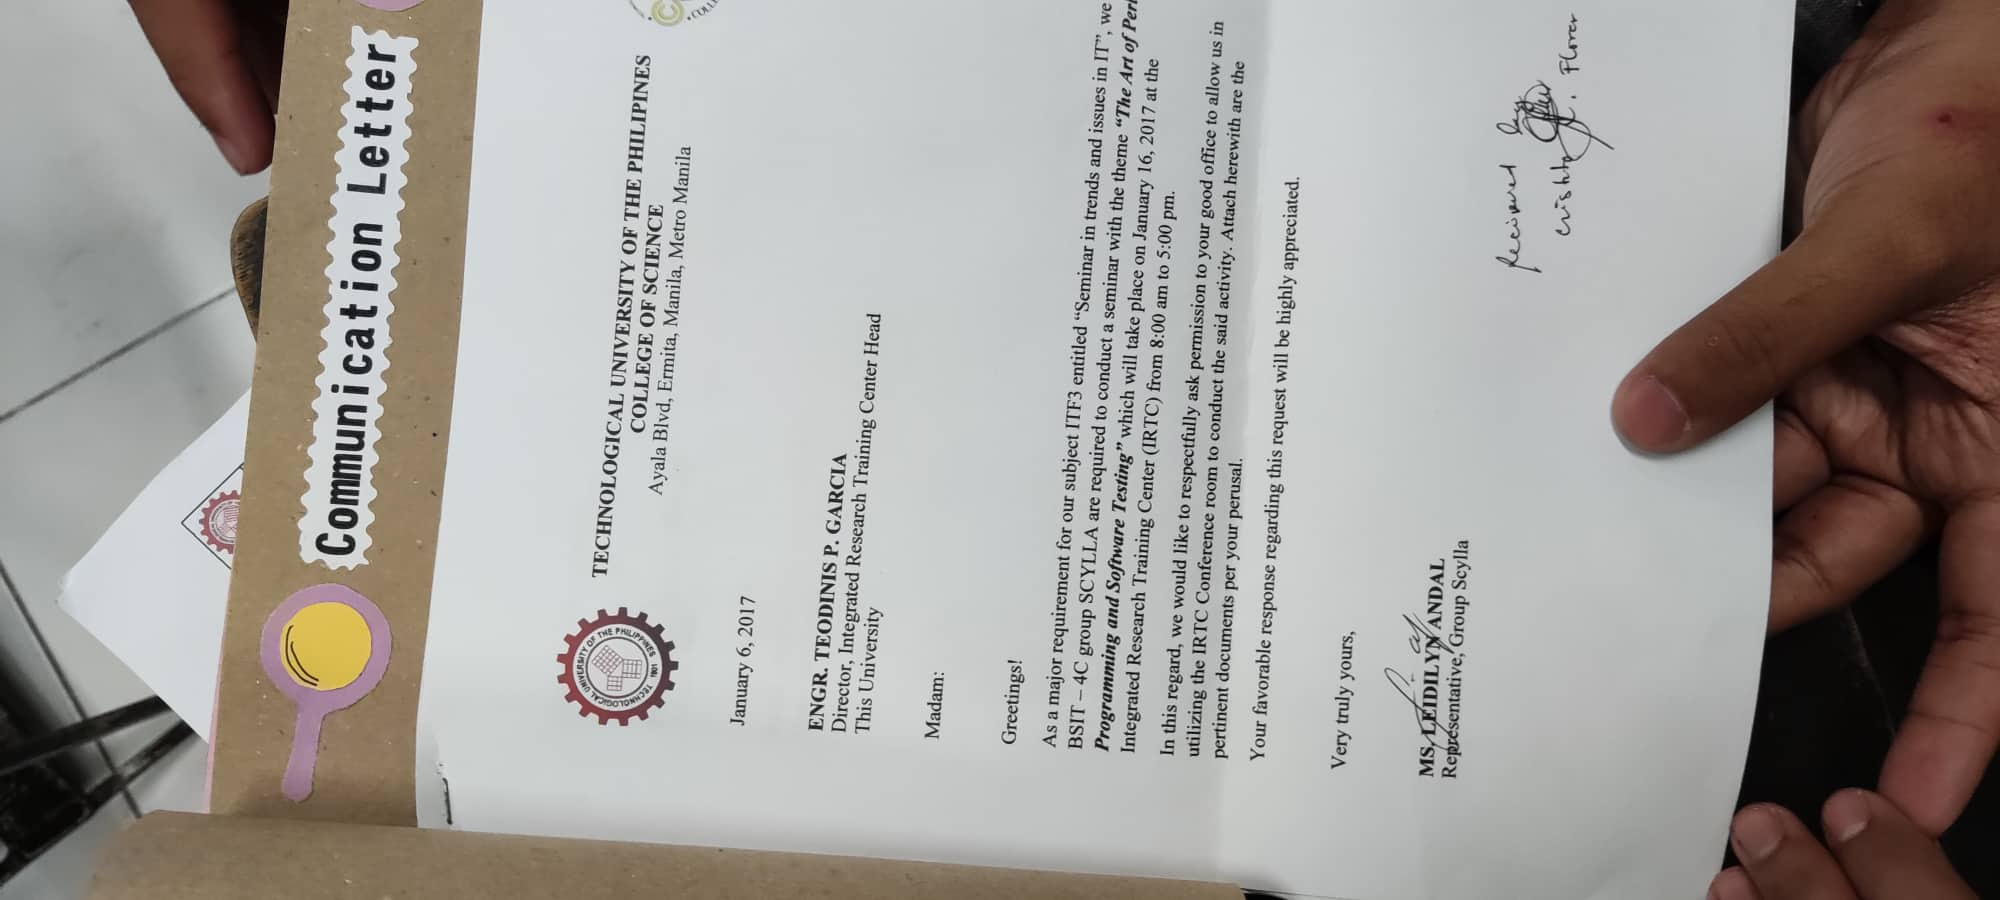 Communication Letter
TECHNOLOGICAL UNIVERSITY OF THE PHILIPPINES
COLLEGE OF SCIENCE
Ayala Blvd, Ermita, Manila, Metro Manila
TECHNOLOGICAL UNIVERSITY OF THE PHILIPPINES
1901
January 6, 2017
ENGR. TEODINIS P. GARCIA
Director, Integrated Research Training Center Head
This University
Madam:
Greetings!
As a major requirement for our subject ITF3 entitled “Seminar in trends and issues in IT”, we
BSIT – 4C group SCYLLA are required to conduct a seminar with the theme “The Art of
Programming and Software Testing” which will take place on January 16, 2017 at the
Integrated Research Training Center (IRTC) from 8:00 am to 5:00 pm.
In this regard, we would like to respectfully ask permission to your good office to allow us in
utilizing the IRTC Conference room to conduct the said activity. Attach herewith are the
pertinent documents per your perusal.
Your favorable response regarding this request will be highly appreciated.
Very truly yours,
MS. LEIDILYN ANDAL
Representative, Group Scylla
Received by